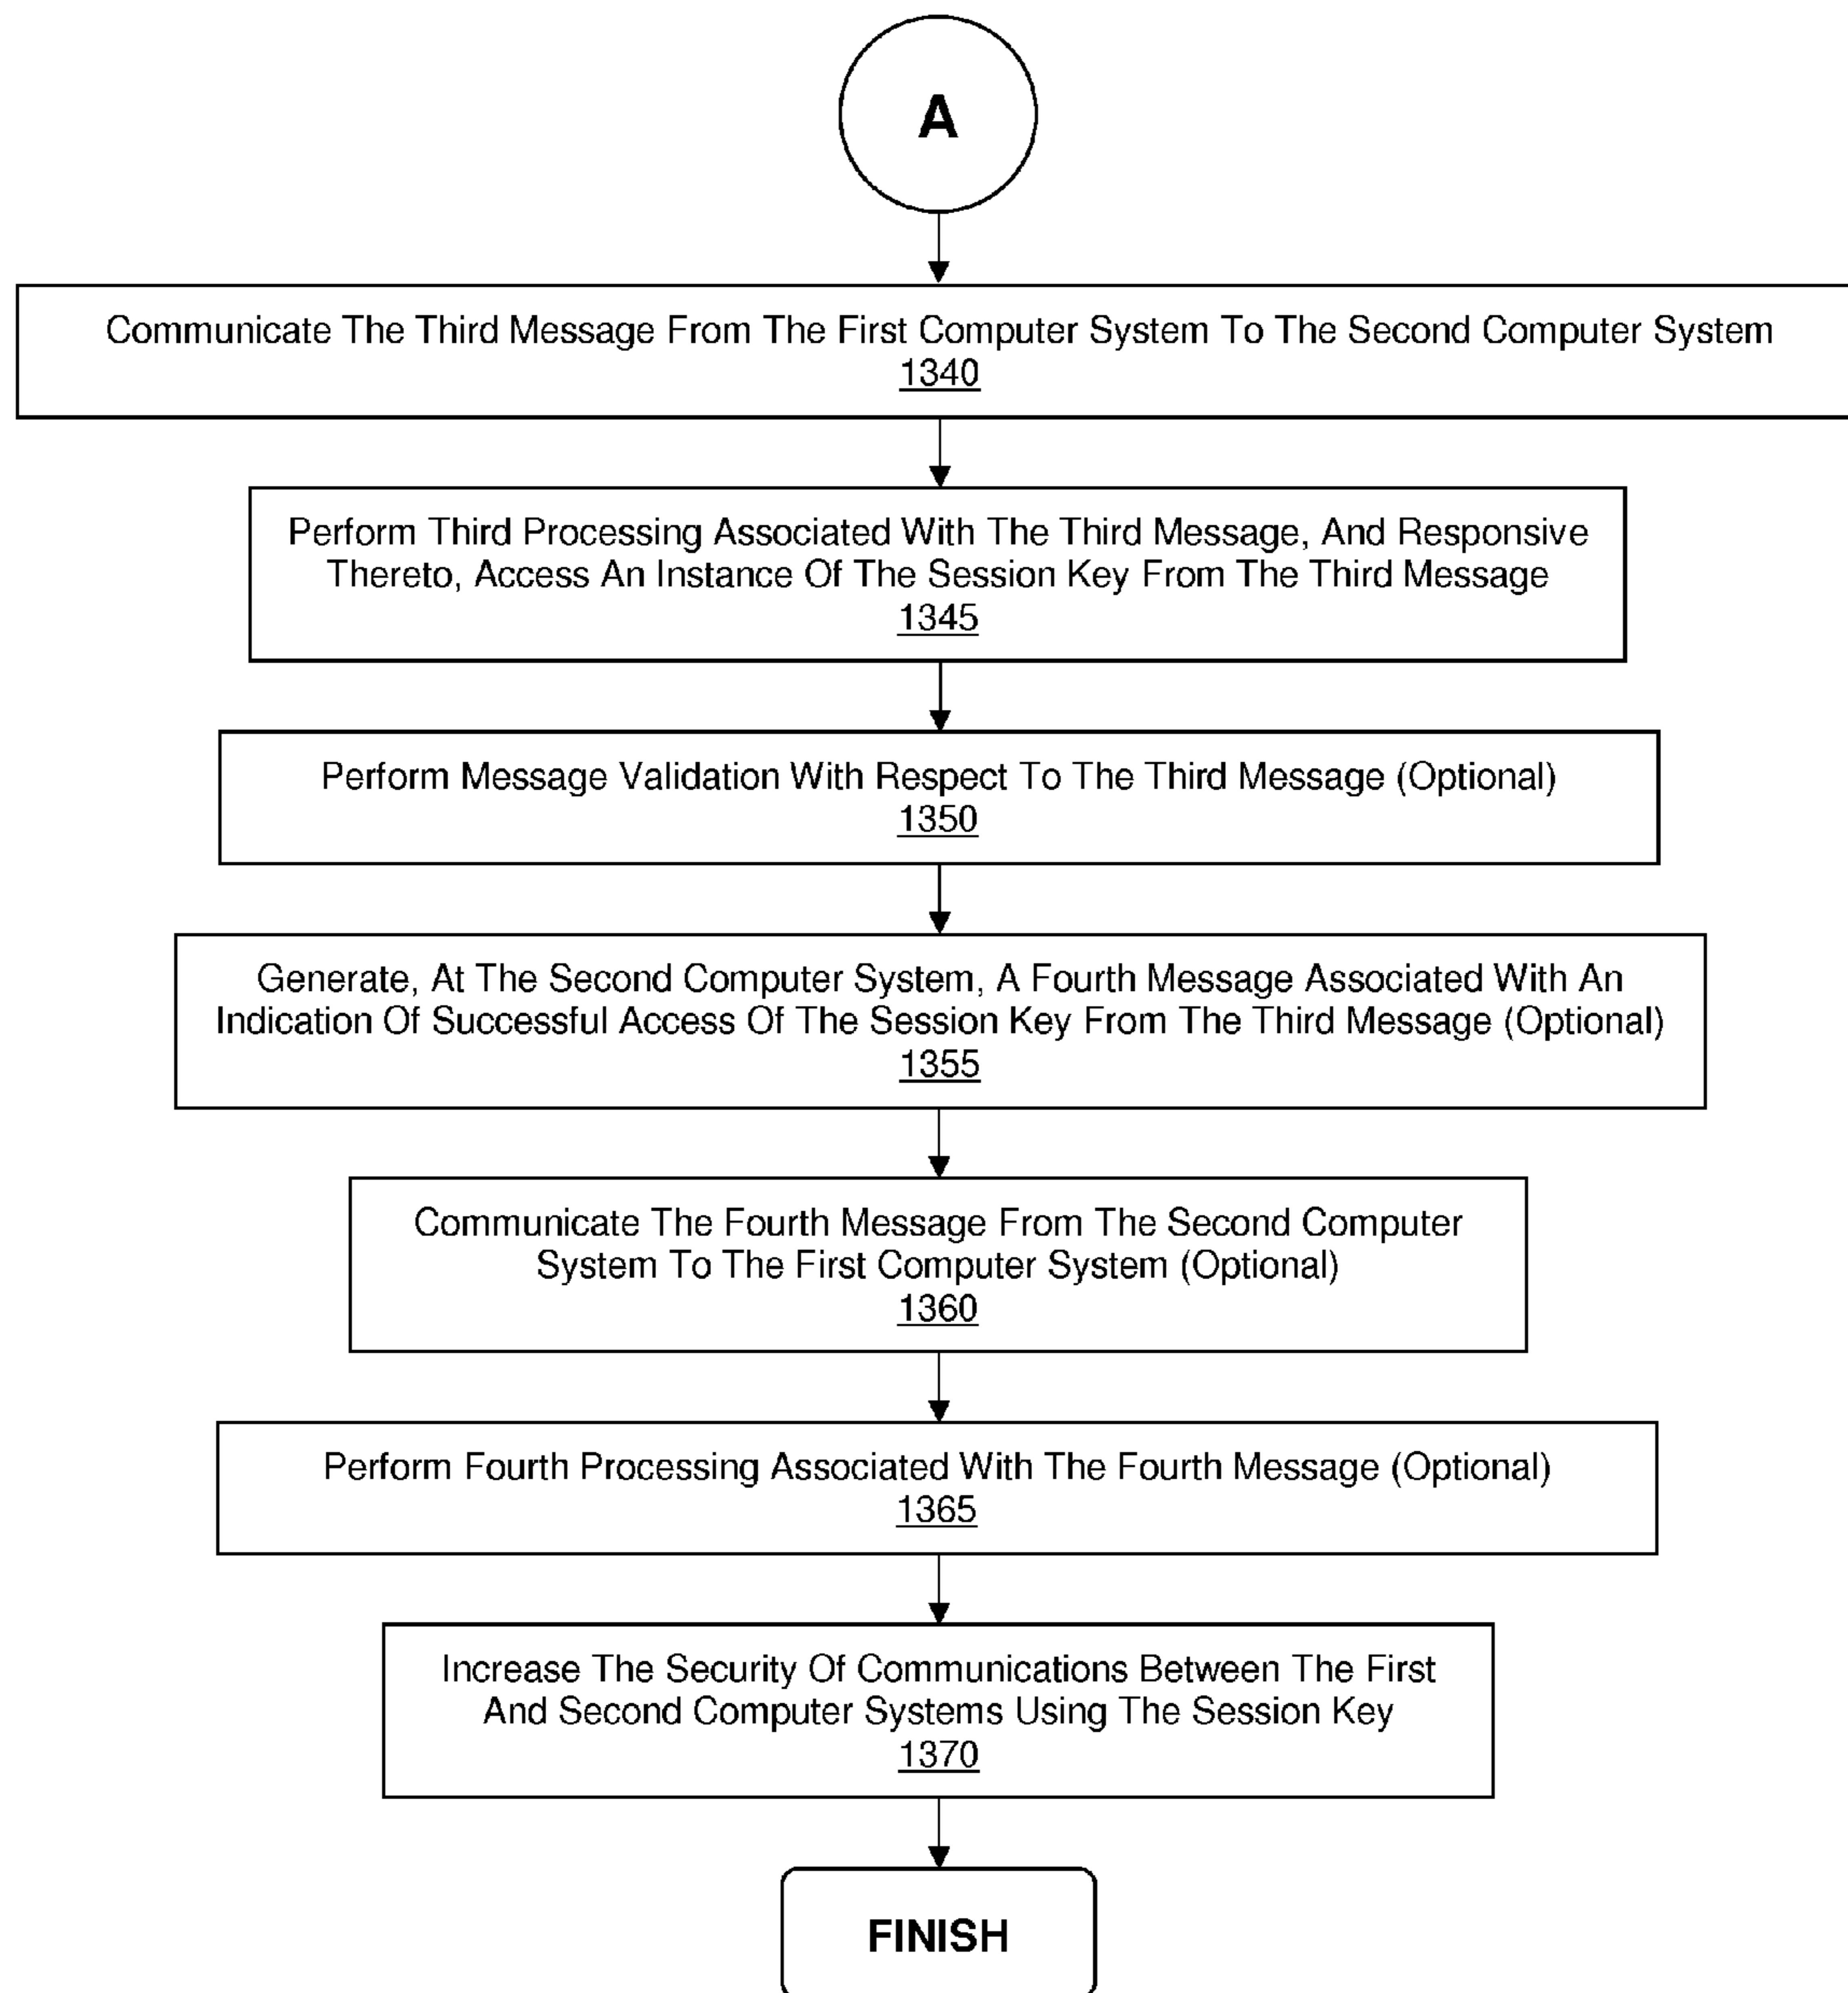 A
Communicate The Third Message From The First Computer System To The Second Computer System
1340
Perform Third Processing Associated With The Third Message, And Responsive
Thereto, Access An Instance Of The Session Key From The Third Message
1345
Perform Message Validation With Respect To The Third Message (Optional)
1350
Generate, At The Second Computer System, A Fourth Message Associated With An
Indication Of Successful Access Of The Session Key From The Third Message (Optional)
1355
Communicate The Fourth Message From The Second Computer
System To The First Computer System (Optional)
1360
Perform Fourth Processing Associated With The Fourth Message (Optional)
1365
Increase The Security Of Communications Between The First
And Second Computer Systems Using The Session Key
1370
FINISH